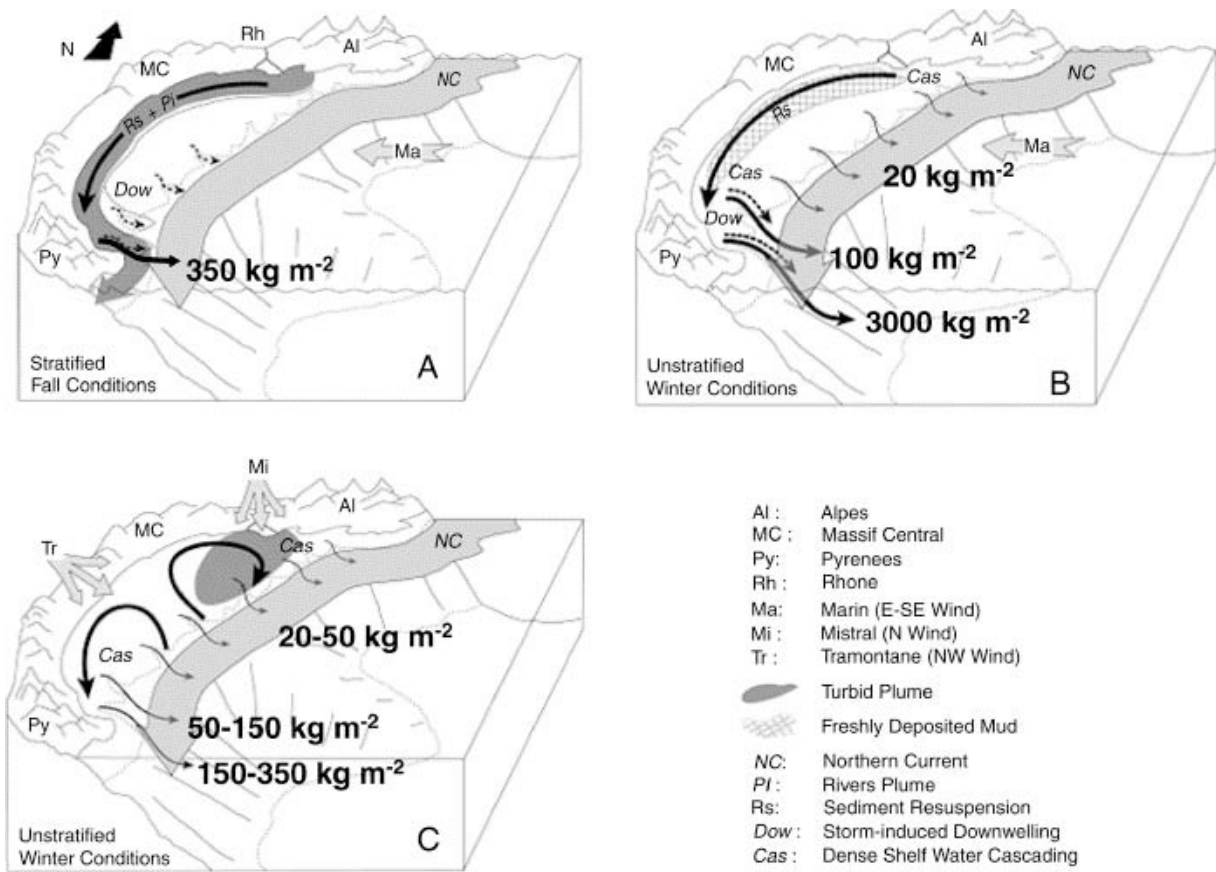 N
MC
Rh
Al
NC
Rs + Pi
Ma
Dow
Py
350 kg m-2
Stratified
Fall Conditions
A
MC
Al
Cas
NC
Rs
Ma
Cas
20 kg m-2
Dow
Py
100 kg m-2
3000 kg m-2
Unstratified
Winter Conditions
B
Mi
Al
MC
Cas
NC
Tr
20-50 kg m-2
Cas
Py
50-150 kg m-2
150-350 kg m-2
Unstratified
Winter Conditions
C
Al : Alpes
MC : Massif Central
Py: Pyrenees
Rh : Rhone
Ma: Marin (E-SE Wind)
Mi : Mistral (N Wind)
Tr : Tramontane (NW Wind)
Turbid Plume
Freshly Deposited Mud
NC: Northern Current
PI : Rivers Plume
Rs: Sediment Resuspension
Dow : Storm-induced Downwelling
Cas : Dense Shelf Water Cascading